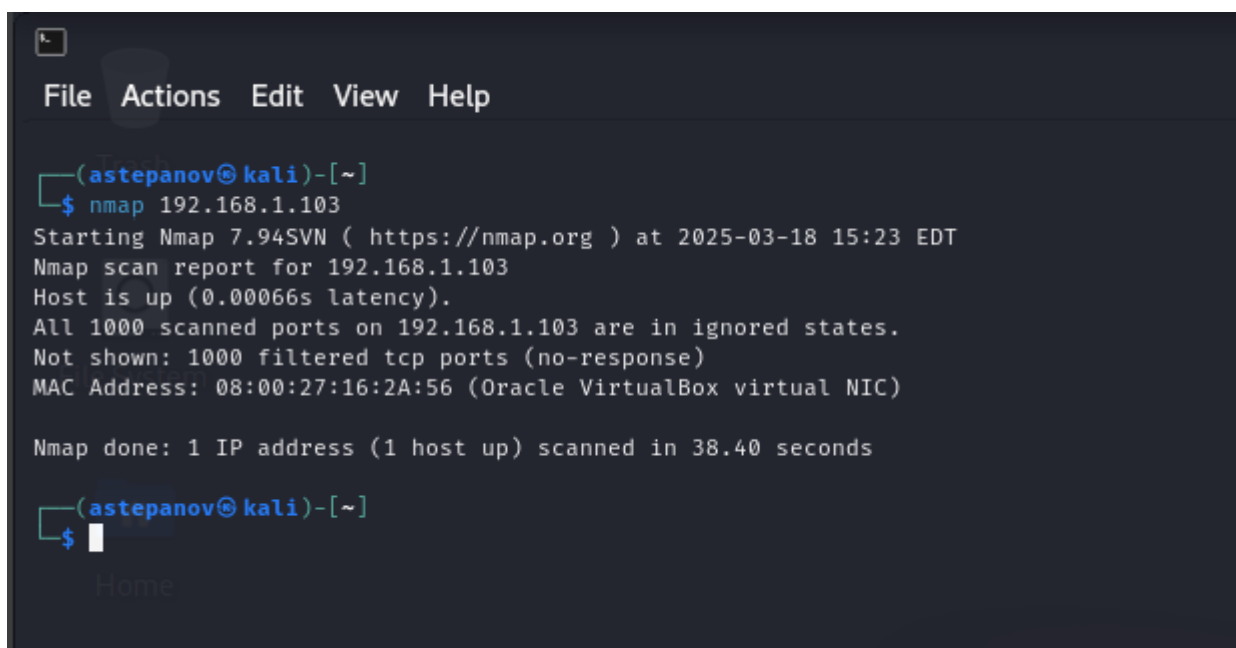 File Actions Edit View Help
Trash
┌──(astepanov㉿kali)-[~]
└─$ nmap 192.168.1.103
Starting Nmap 7.94SVN ( https://nmap.org ) at 2025-03-18 15:23 EDT
Nmap scan report for 192.168.1.103
Host is up (0.00066s latency).
All 1000 scanned ports on 192.168.1.103 are in ignored states.
Not shown: 1000 filtered tcp ports (no-response)
File System
MAC Address: 08:00:27:16:2A:56 (Oracle VirtualBox virtual NIC)
Nmap done: 1 IP address (1 host up) scanned in 38.40 seconds
┌──(astepanov㉿kali)-[~]
└─$
Home